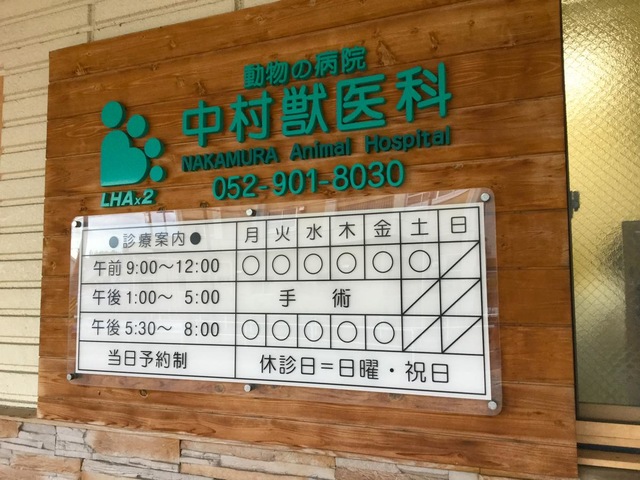 動物の病院
中村獣医科
NAKAMURA Animal Hospital
052-901-8030
LHAx2
●診療案内● 月 火 水 木 金 土 日
午前 9:00〜12:00 ○ ○ ○ ○ ○ ○
午後 1:00〜 5:00 手術
午後 5:30〜 8:00 ○ ○ ○ ○ ○
当日予約制 休診日=日曜・祝日